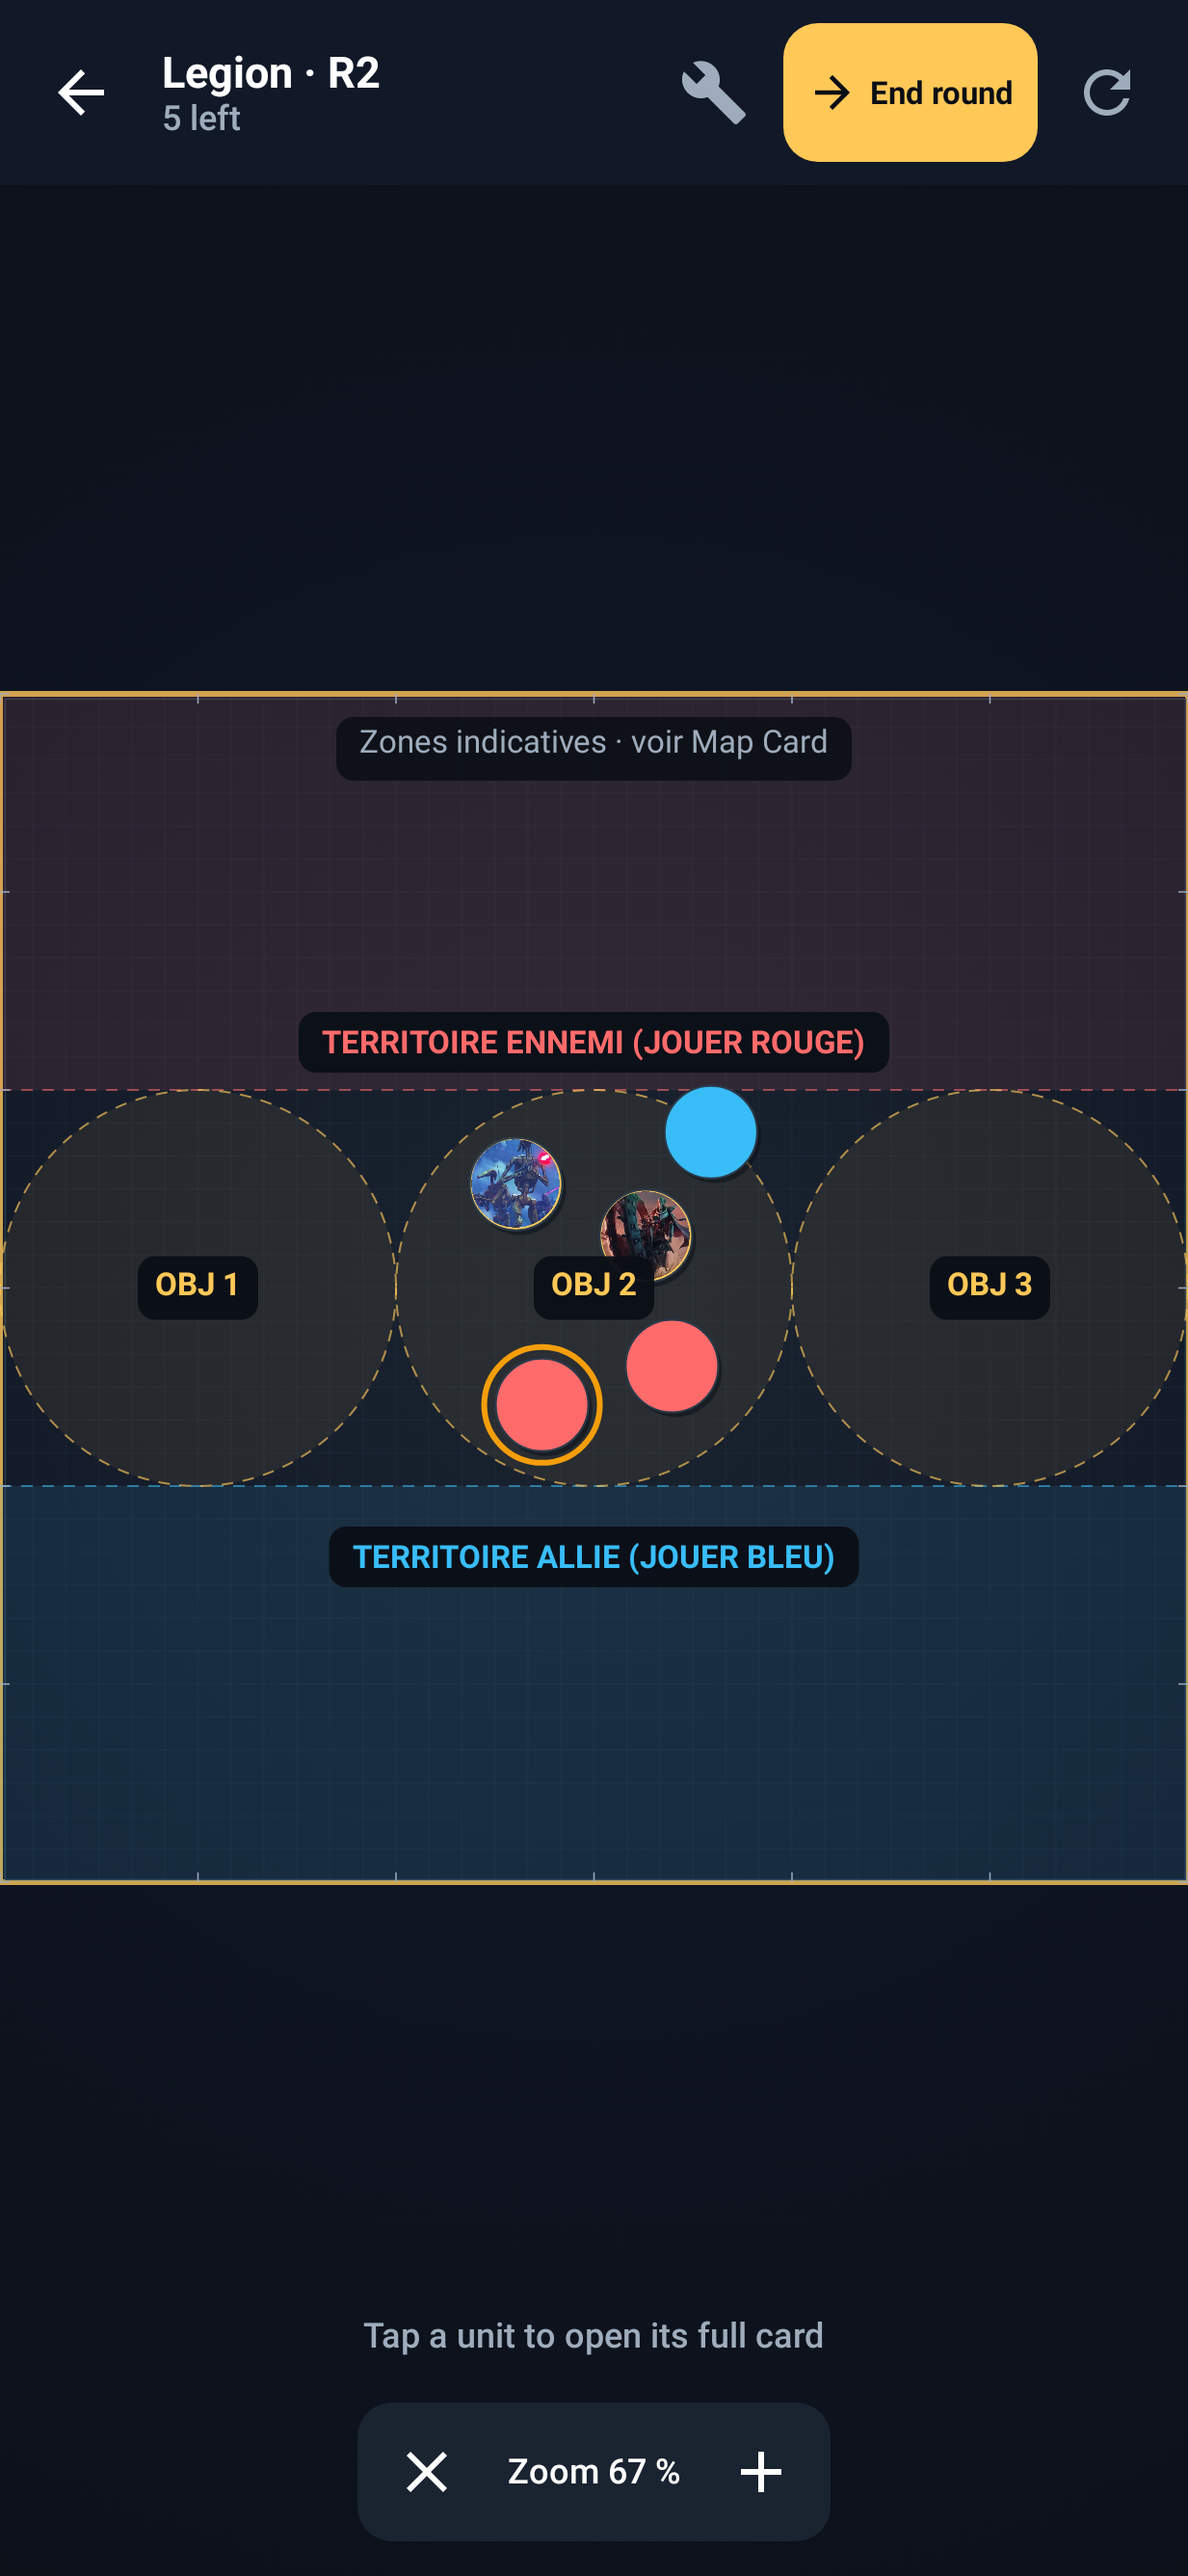 Legion · R2
5 left
End round
Zones indicatives · voir Map Card
TERRITOIRE ENNEMI (JOUER ROUGE)
OBJ 1
OBJ 2
OBJ 3
TERRITOIRE ALLIE (JOUER BLEU)
Tap a unit to open its full card
Zoom 67 %